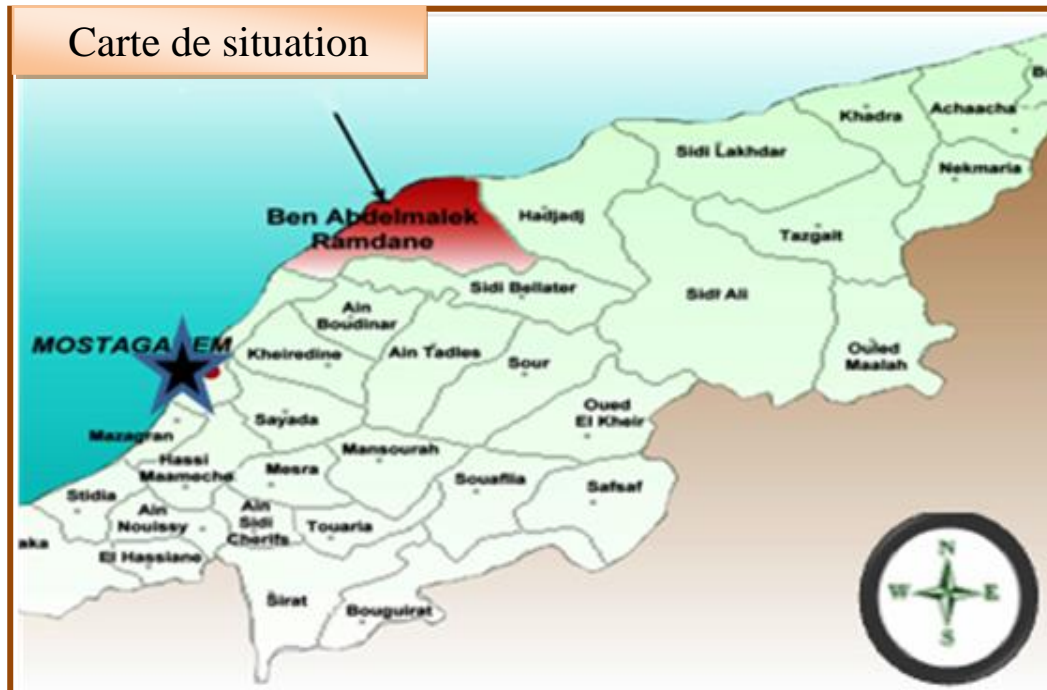 Carte de situation
Khadra
Achaacha
Sidi Lakhdar
Nekmaria
Ben Abdelmalek
Ramdane
Hadjadj
Tazgait
Sidi Bellater
Sidi Ali
Ain
Boudinar
MOSTAGA EM
Kheiredine
Ain Tadles
Sour
Ouled
Maalah
Oued
El Kheir
Sayada
Mazagran
Mansourah
Hassi
Maameche
Mesra
Souaflia
Safsaf
Stidia
Ain
Nouissy
Ain
Sidi
Cherifs
Touaria
aka
El Hassiane
Sirat
Bouguirat
N
W E
S